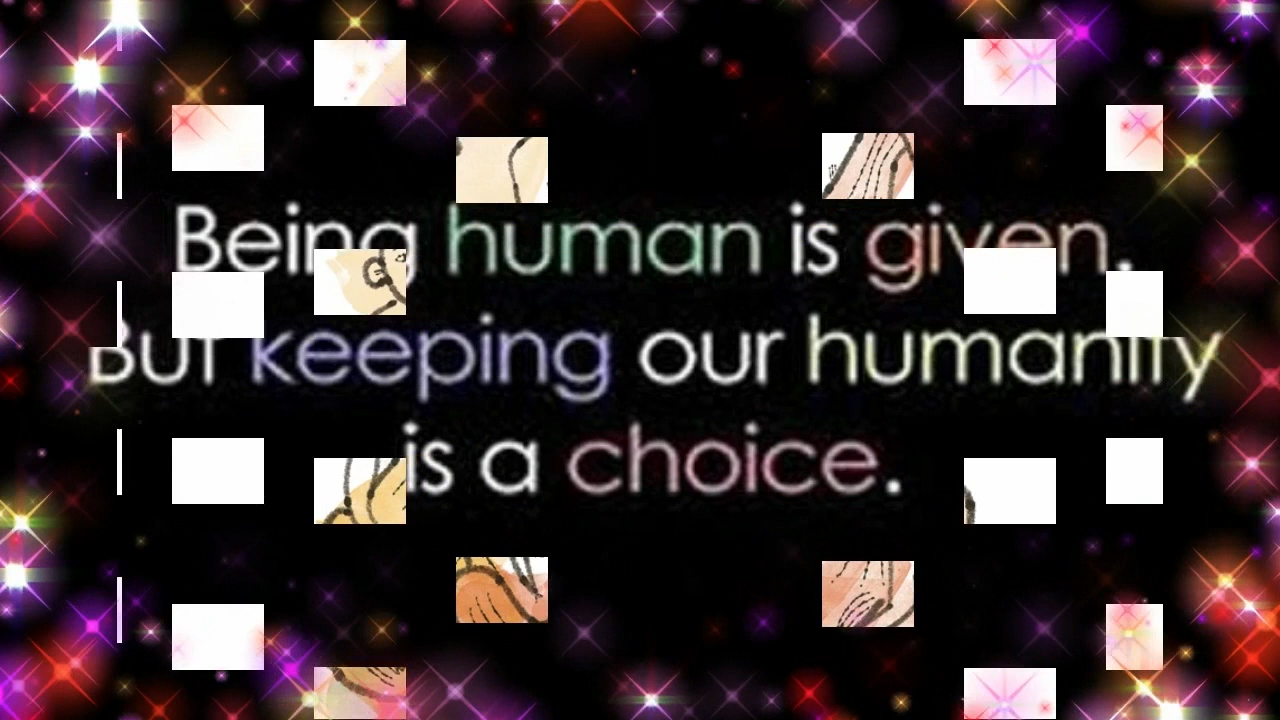 Being human is given.
But keeping our humanity
is a choice.